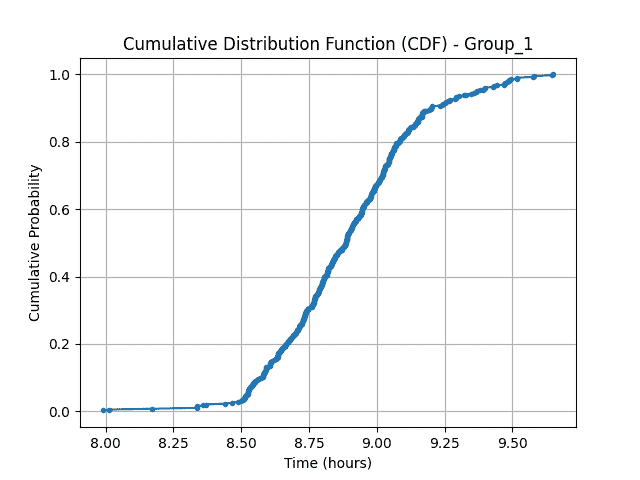 Cumulative Distribution Function (CDF) - Group_1
1.0
0.8
0.6
0.4
0.2
0.0
Cumulative Probability
8.00 8.25 8.50 8.75 9.00 9.25 9.50
Time (hours)